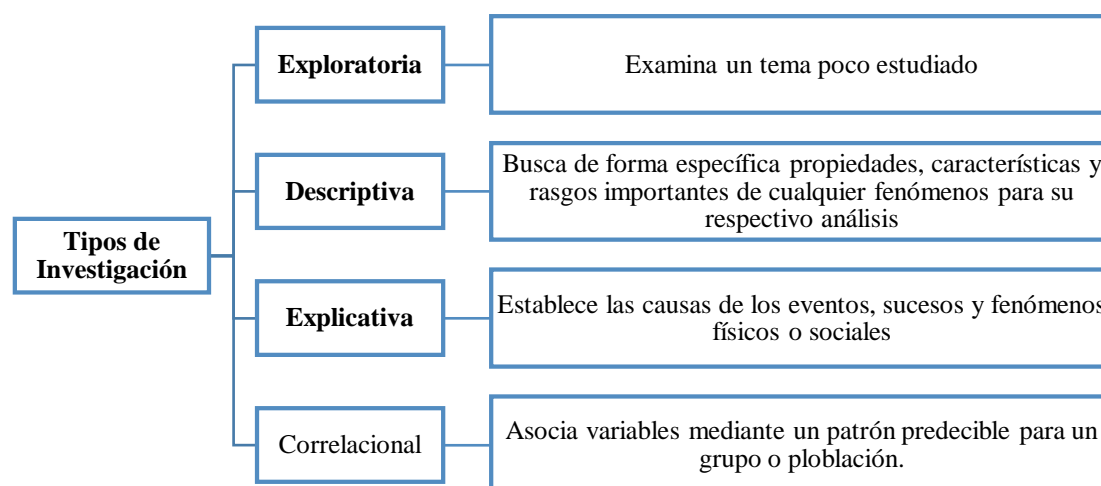 Exploratoria
Examina un tema poco estudiado
Descriptiva
Busca de forma específica propiedades, características y
rasgos importantes de cualquier fenómenos para su
respectivo análisis
Tipos de
Investigación
Explicativa
Establece las causas de los eventos, sucesos y fenómenos
físicos o sociales
Correlacional
Asocia variables mediante un patrón predecible para un
grupo o ploblación.